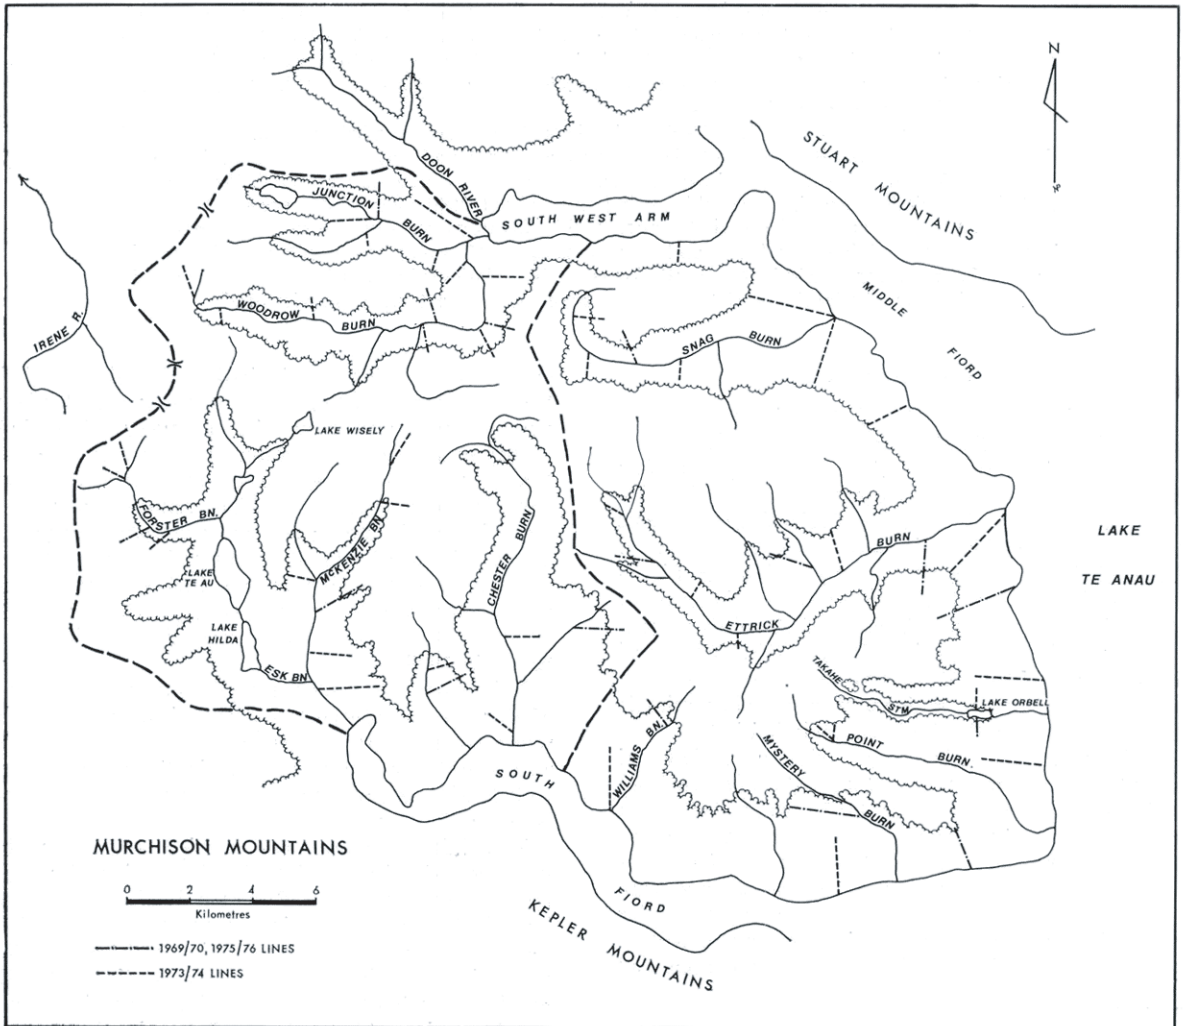 N
STUART MOUNTAINS
DOON RIVER
JUNCTION
BURN
SOUTH WEST ARM
MIDDLE
FIORD
IRENE R.
WOODROW
BURN
SNAG BURN
LAKE WISELY
FORSTER BN.
McKENZIE BN.
CHESTER BURN
BURN
ETTRICK
LAKE
TE ANAU
LAKE
TE AU
LAKE
HILDA
ESK BN.
TAKAHE
STM
LAKE ORBELL
POINT
BURN.
MYSTERY
BURN
WILLIAMS BN.
SOUTH
FIORD
KEPLER MOUNTAINS
MURCHISON MOUNTAINS
0 2 4 6
Kilometres
1969/70, 1975/76 LINES
1973/74 LINES